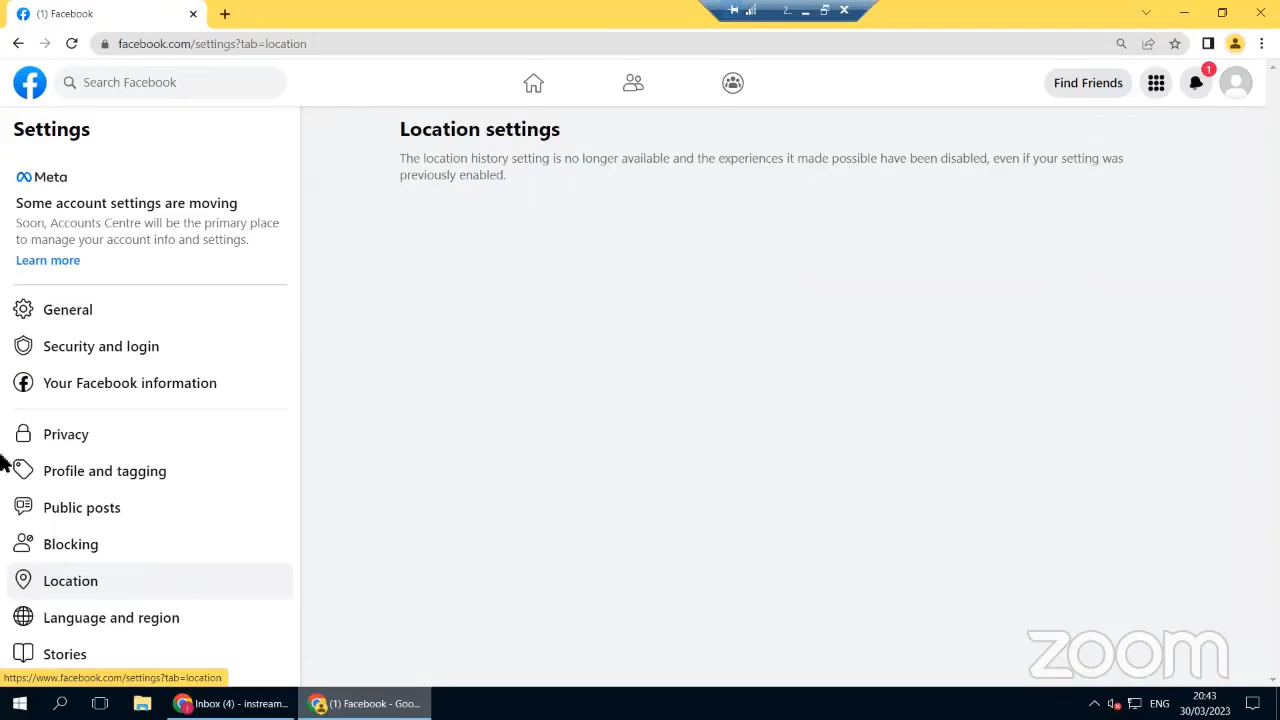 (1) Facebook
2...
facebook.com/settings?tab=location
Search Facebook
Find Friends
1
Settings
Meta
Some account settings are moving
Soon, Accounts Centre will be the primary place
to manage your account info and settings.
Learn more
General
Security and login
Your Facebook information
Privacy
Profile and tagging
Public posts
Blocking
Location
Language and region
Stories
Location settings
The location history setting is no longer available and the experiences it made possible have been disabled, even if your setting was
previously enabled.
zoom
https://www.facebook.com/settings?tab=location
Inbox (4) - instream...
(1) Facebook - Goo...
ENG
20:43
30/03/2023